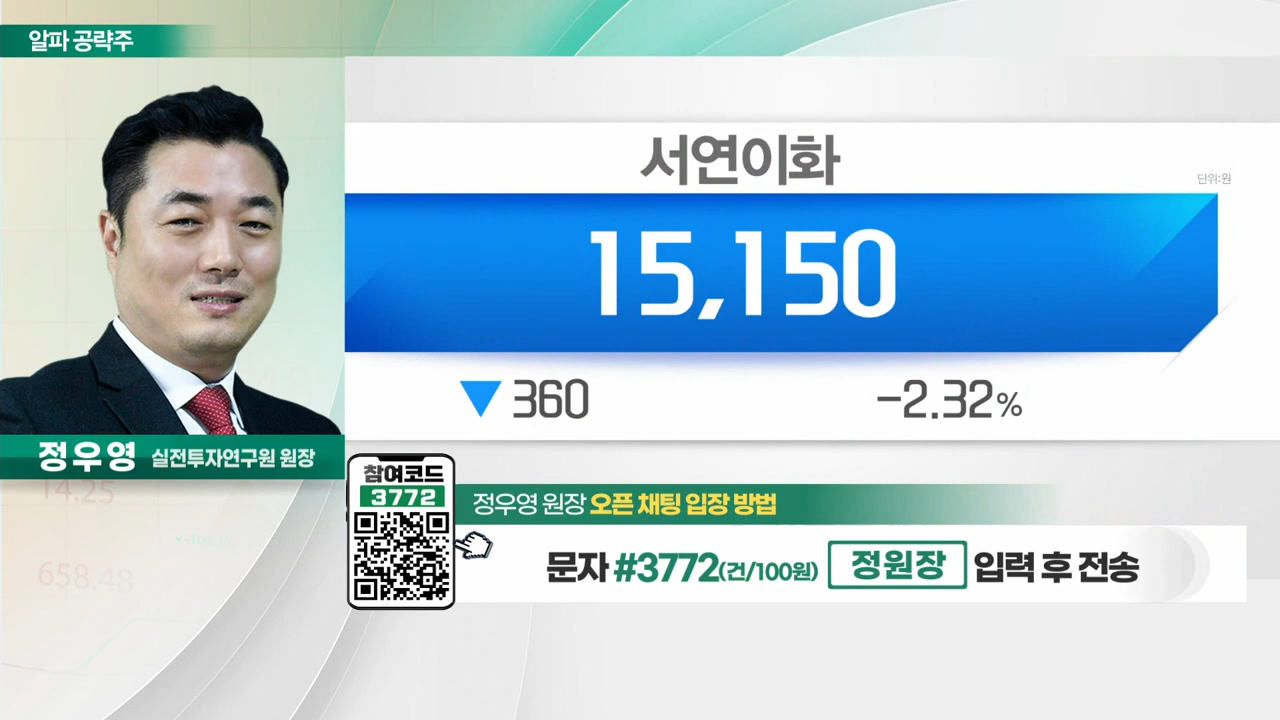 알파 공략주
서연이화
단위:원
15,150
▼ 360 -2.32%
정우영 실전투자연구원 원장
14.25
658.48
참여코드
3772
정우영 원장 오픈 채팅 입장 방법
문자 #3772(건/100원) 정원장 입력 후 전송